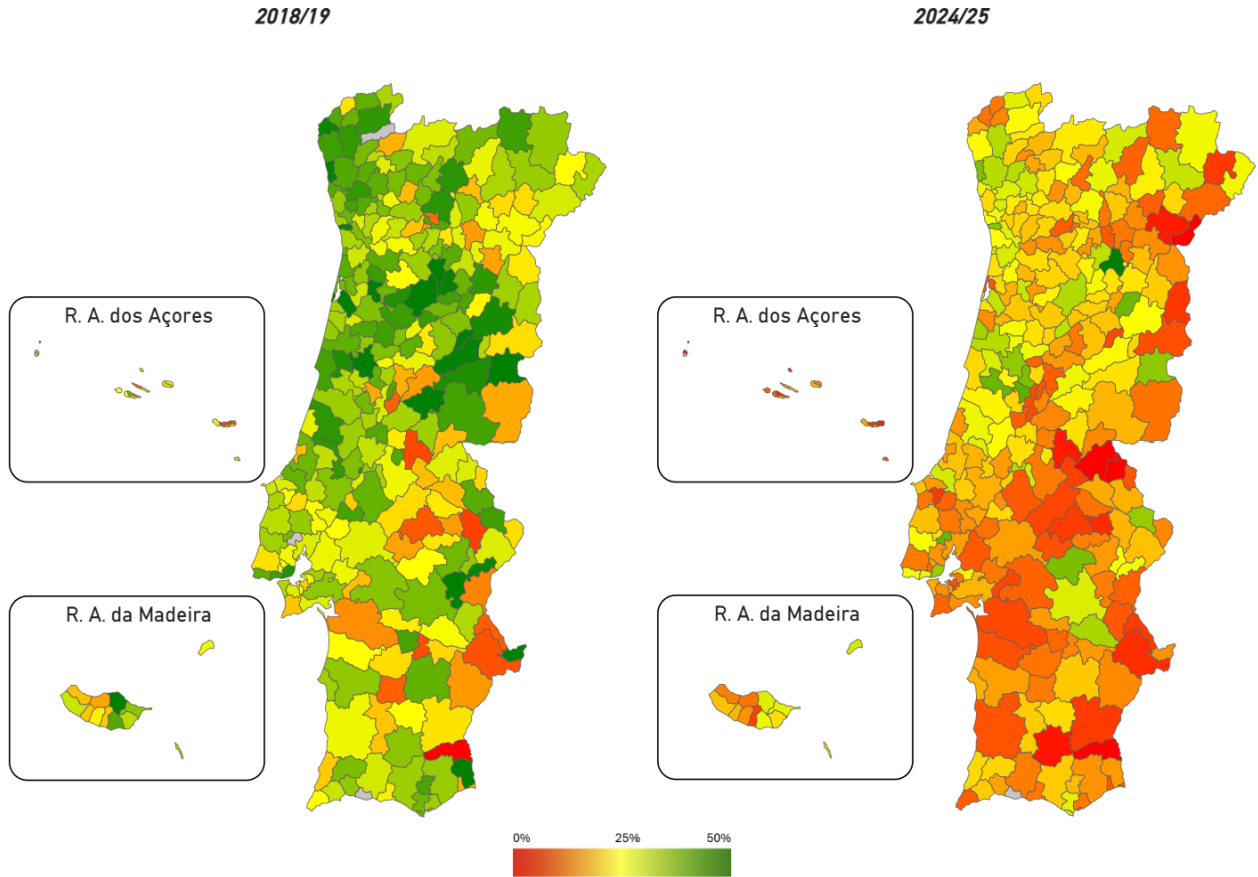 2018/19
2024/25
R. A. dos Açores
R. A. dos Açores
R. A. da Madeira
R. A. da Madeira
0%
25%
50%